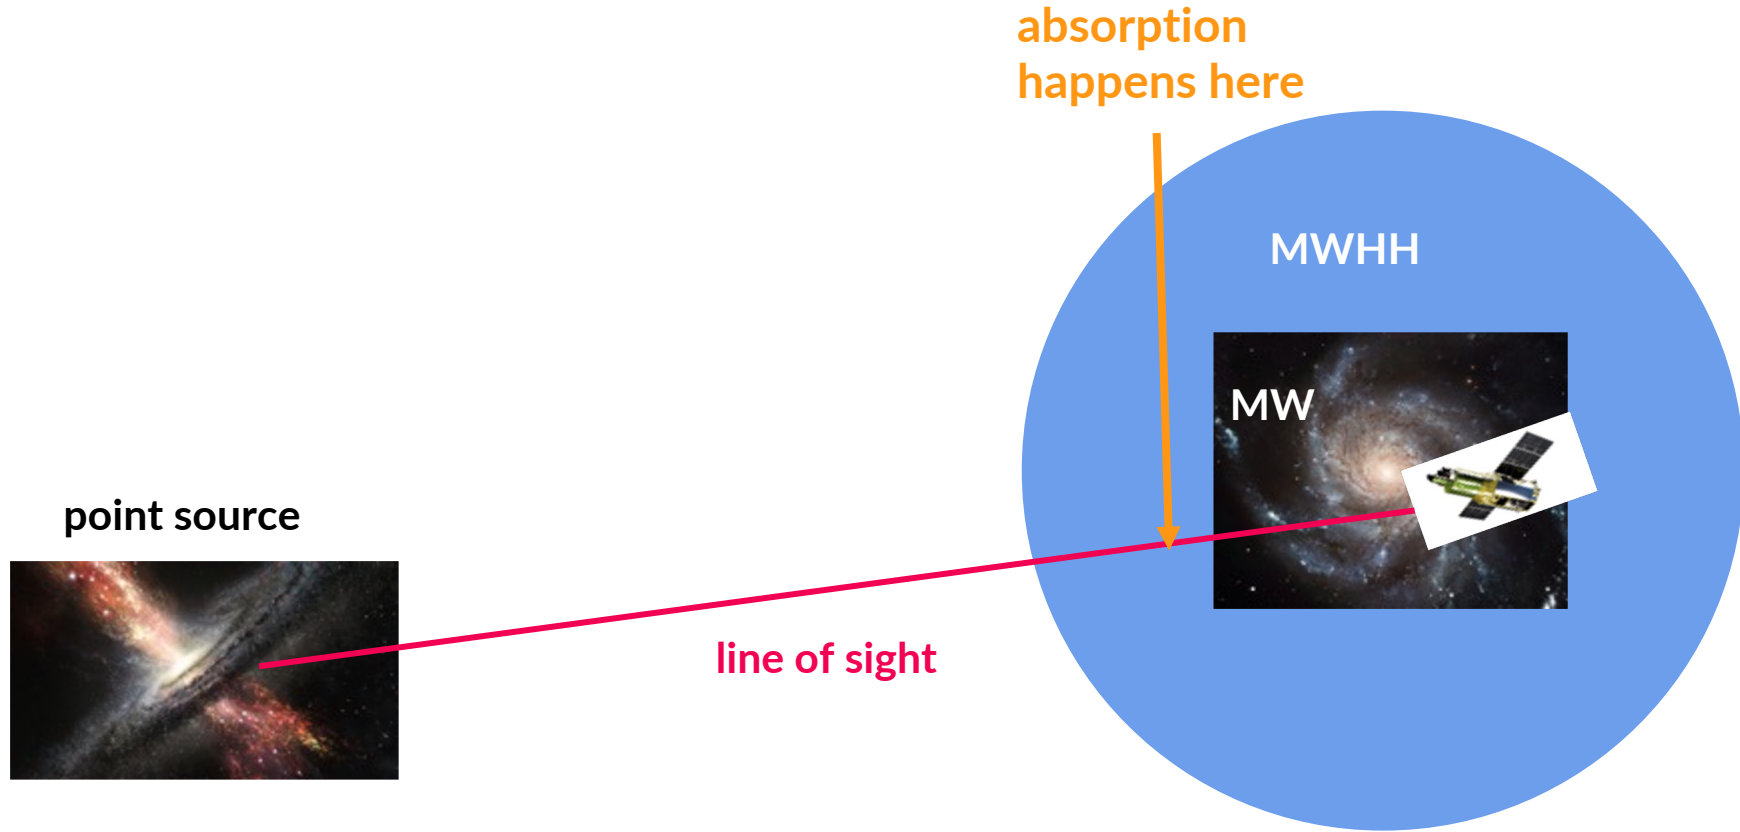 absorption
happens here
MWHH
MW
point source
line of sight